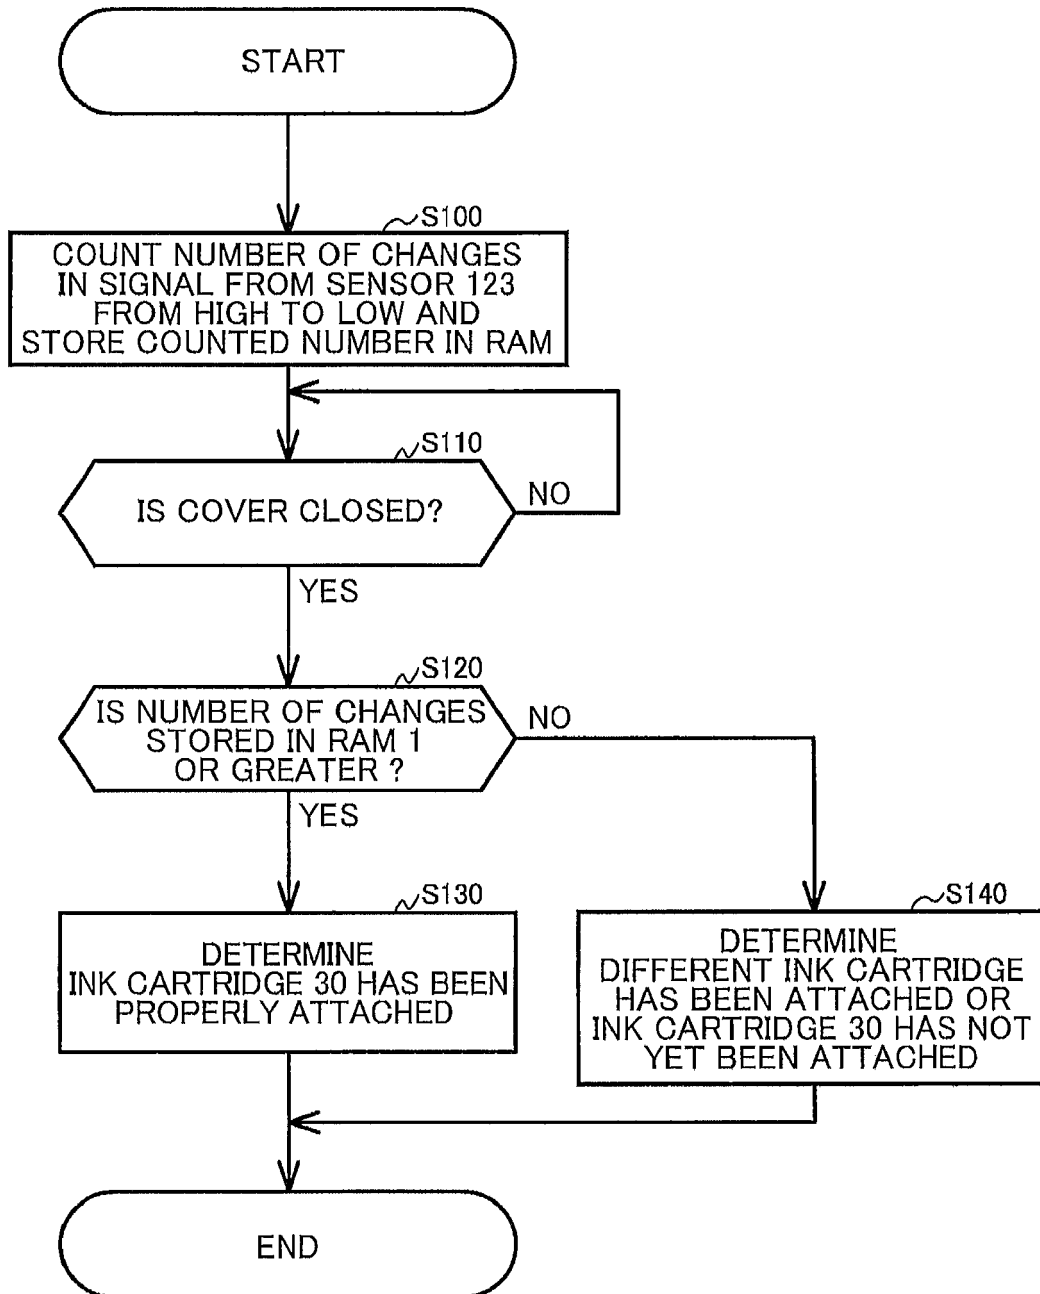 START
S100
COUNT NUMBER OF CHANGES
IN SIGNAL FROM SENSOR 123
FROM HIGH TO LOW AND
STORE COUNTED NUMBER IN RAM
S110
IS COVER CLOSED?
NO
YES
S120
IS NUMBER OF CHANGES
STORED IN RAM 1
OR GREATER ?
NO
YES
S130
DETERMINE
INK CARTRIDGE 30 HAS BEEN
PROPERLY ATTACHED
S140
DETERMINE
DIFFERENT INK CARTRIDGE
HAS BEEN ATTACHED OR
INK CARTRIDGE 30 HAS NOT
YET BEEN ATTACHED
END